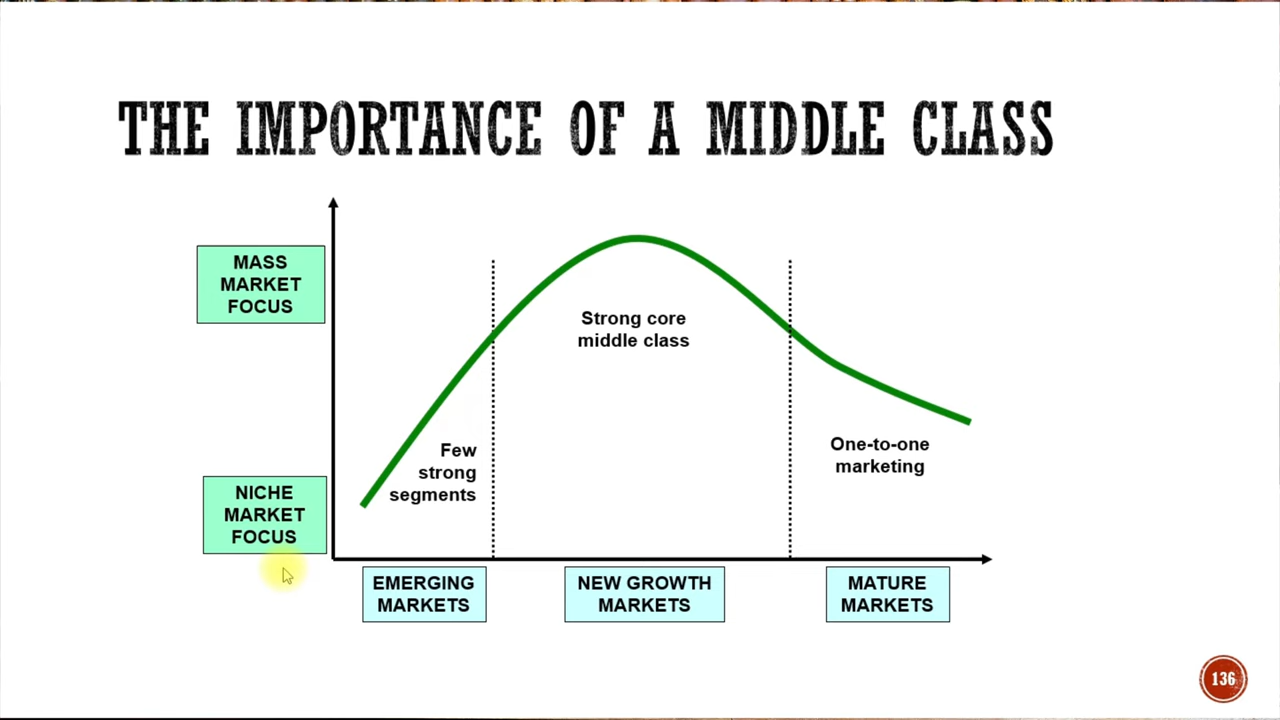 THE IMPORTANCE OF A MIDDLE CLASS
MASS
MARKET
FOCUS
Strong core
middle class
One-to-one
marketing
Few
strong
segments
NICHE
MARKET
FOCUS
EMERGING
MARKETS
NEW GROWTH
MARKETS
MATURE
MARKETS
136